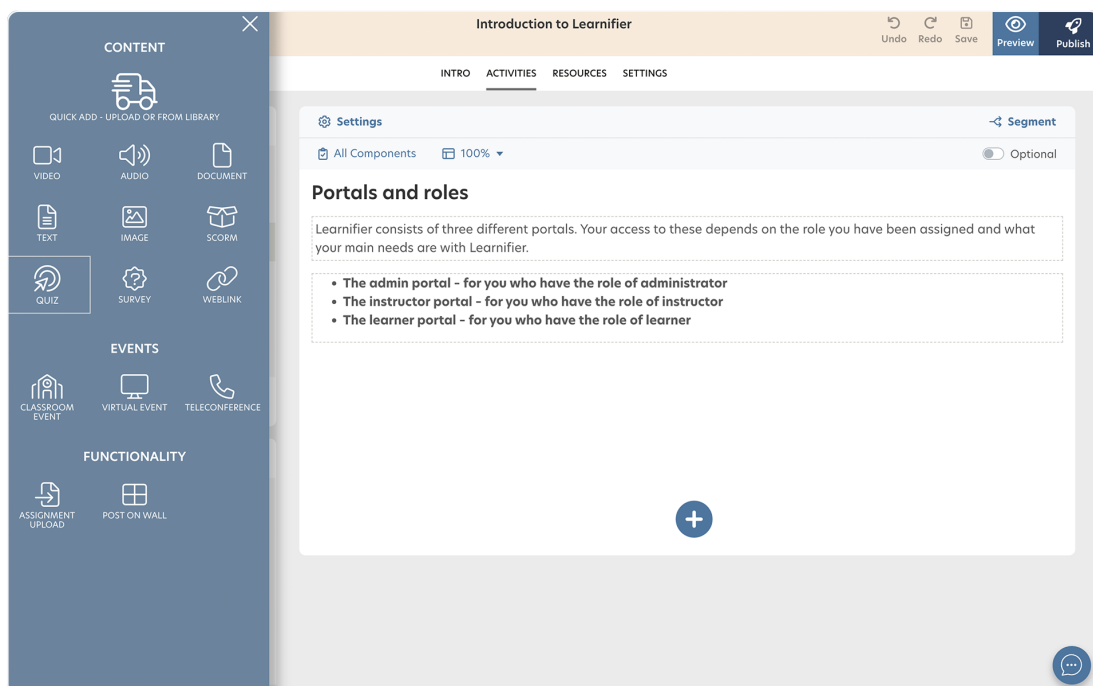 CONTENT
QUICK ADD - UPLOAD OR FROM LIBRARY
VIDEO
AUDIO
DOCUMENT
TEXT
IMAGE
SCORM
QUIZ
SURVEY
WEBLINK
EVENTS
CLASSROOM
EVENT
VIRTUAL EVENT
TELECONFERENCE
FUNCTIONALITY
ASSIGNMENT
UPLOAD
POST ON WALL
Introduction to Learnifier
Undo
Redo
Save
Preview
Publish
INTRO
ACTIVITIES
RESOURCES
SETTINGS
Settings
Segment
All Components
100%
Optional
Portals and roles
Learnifier consists of three different portals. Your access to these depends on the role you have been assigned and what
your main needs are with Learnifier.
• The admin portal – for you who have the role of administrator
• The instructor portal – for you who have the role of instructor
• The learner portal – for you who have the role of learner